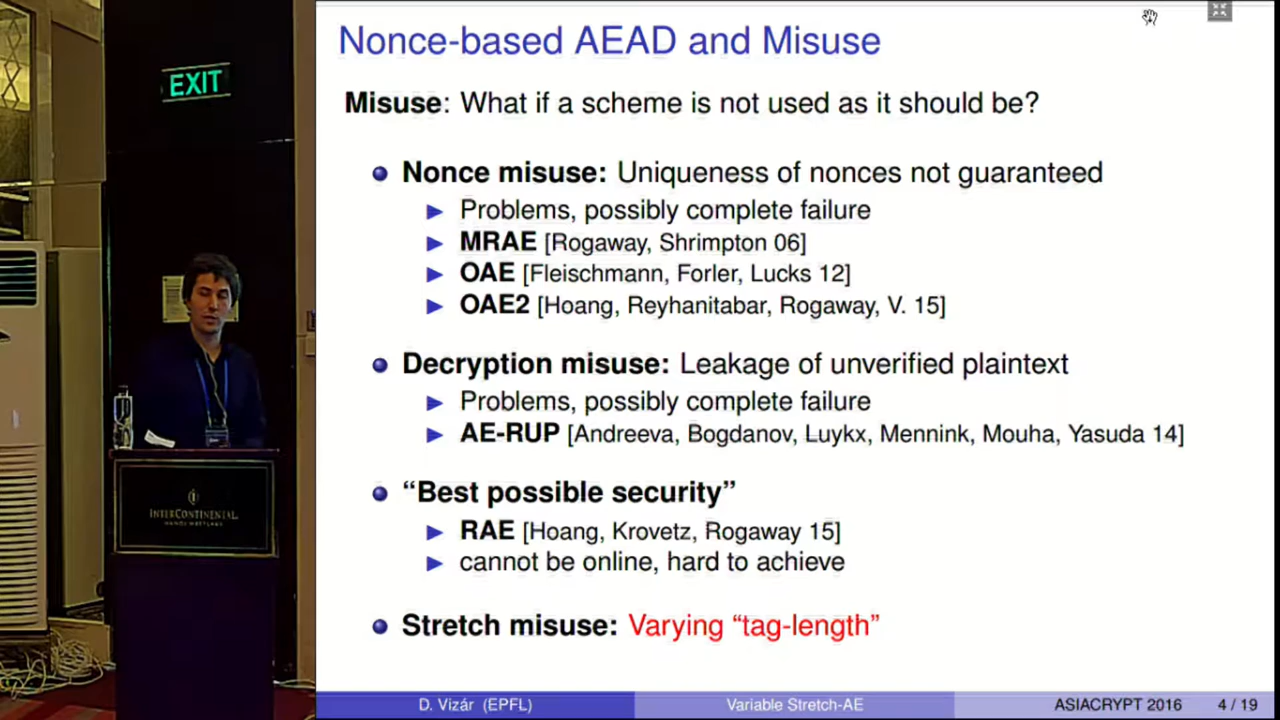 EXIT
INTERCONTINENTAL
Nonce-based AEAD and Misuse
Misuse: What if a scheme is not used as it should be?
Nonce misuse: Uniqueness of nonces not guaranteed
Problems, possibly complete failure
MRAE [Rogaway, Shrimpton 06]
OAE [Fleischmann, Forler, Lucks 12]
OAE2 [Hoang, Reyhanitabar, Rogaway, V. 15]
Decryption misuse: Leakage of unverified plaintext
Problems, possibly complete failure
AE-RUP [Andreeva, Bogdanov, Luykx, Mennink, Mouha, Yasuda 14]
“Best possible security”
RAE [Hoang, Krovetz, Rogaway 15]
cannot be online, hard to achieve
Stretch misuse: Varying “tag-length”
D. Vizár (EPFL) Variable Stretch-AE ASIACRYPT 2016 4 / 19